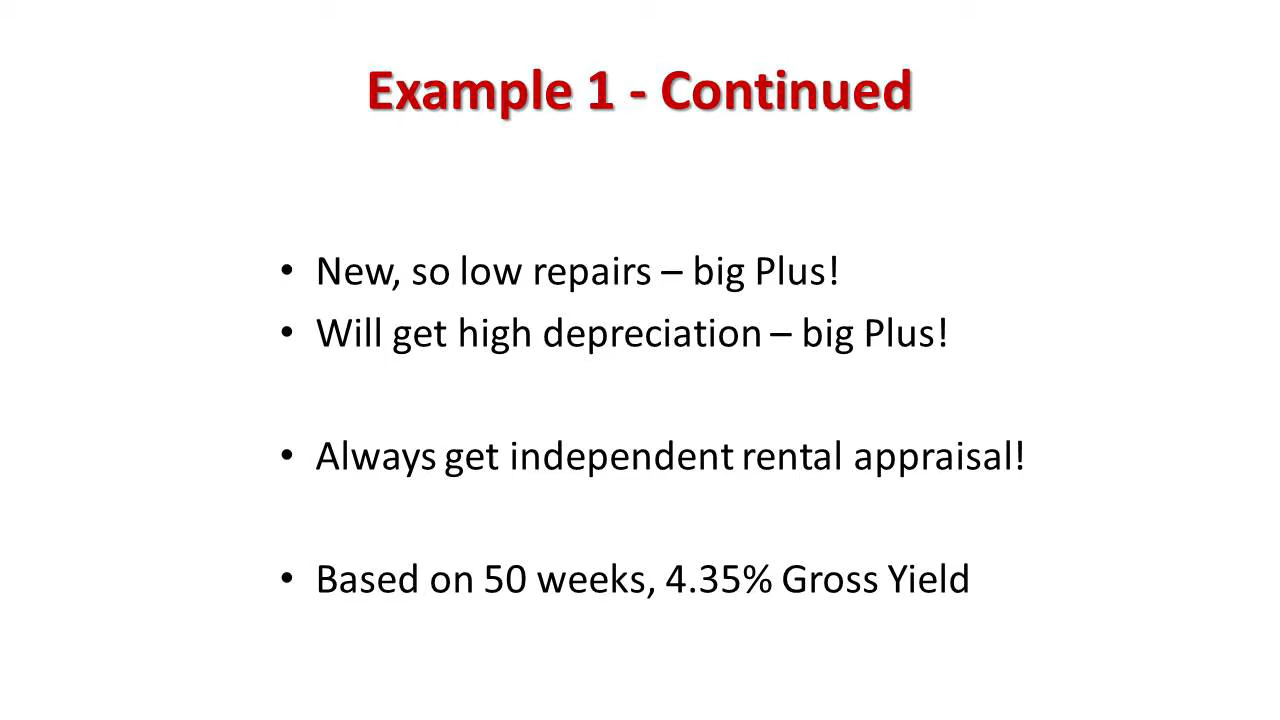 Example 1 - Continued
• New, so low repairs – big Plus!
• Will get high depreciation – big Plus!
• Always get independent rental appraisal!
• Based on 50 weeks, 4.35% Gross Yield